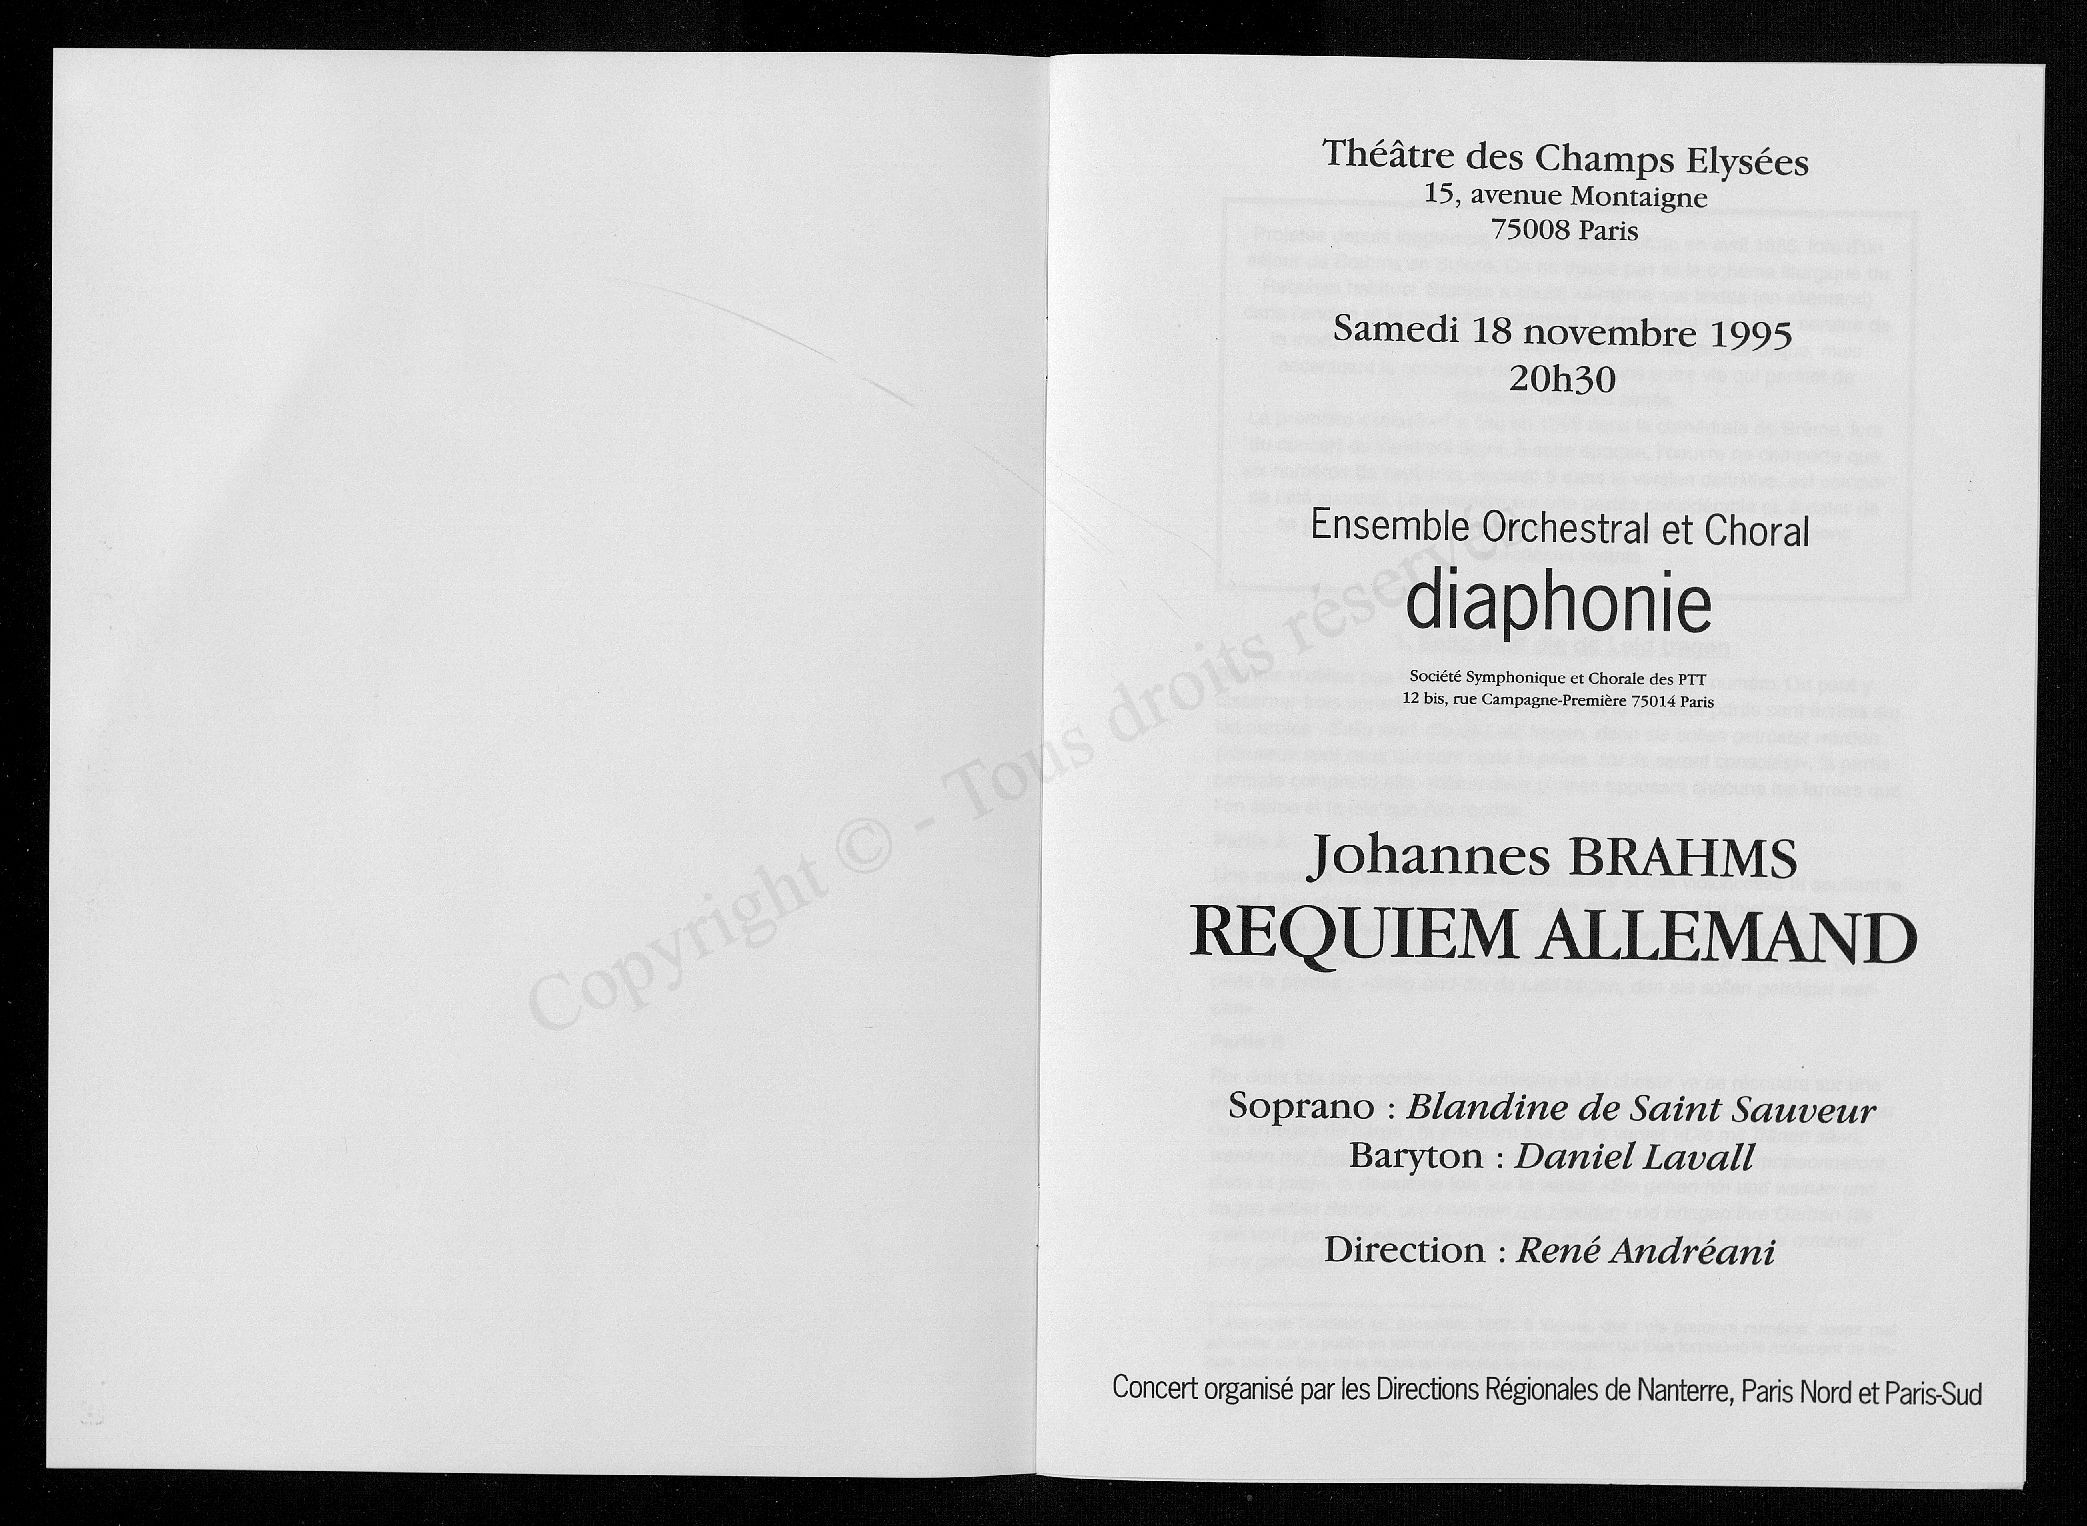 Théâtre des Champs Elysées
15, avenue Montaigne
75008 Paris
Samedi 18 novembre 1995
20h30
Ensemble Orchestral et Choral
diaphonie
Société Symphonique et Chorale des PTT
12 bis, rue Campagne-Première 75014 Paris
Copyright © - Tous droits réservés
Johannes BRAHMS
REQUIEM ALLEMAND
Soprano : Blandine de Saint Sauveur
Baryton : Daniel Lavall
Direction : René Andréani
Concert organisé par les Directions Régionales de Nanterre, Paris Nord et Paris-Sud